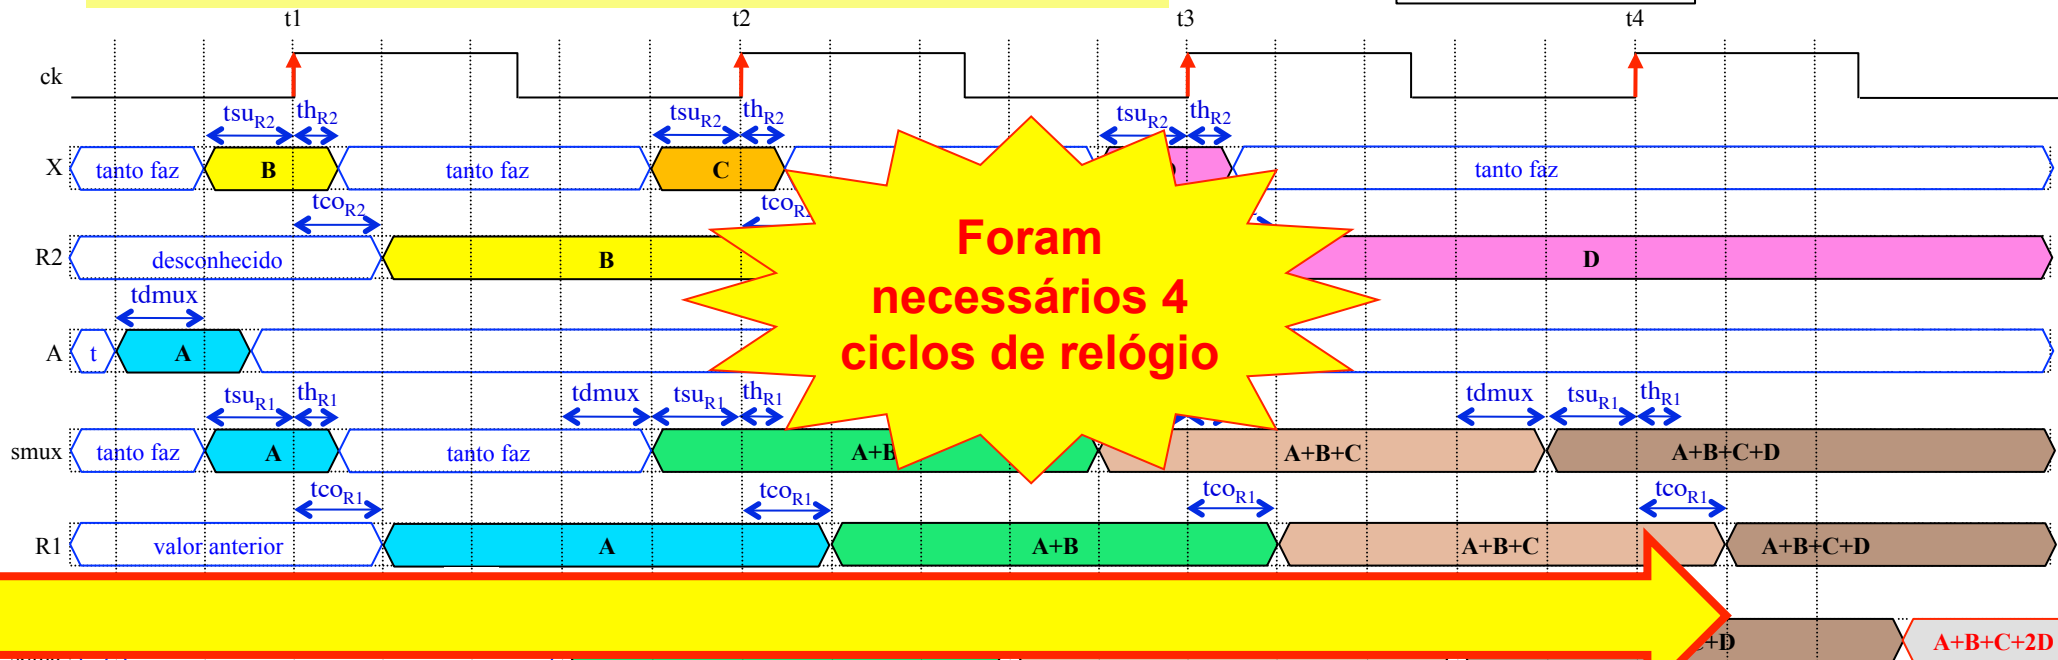 t1 t2 t3 t4
ck
tsuR2 thR2 tsuR2 thR2 tsuR2 thR2
X tanto faz B tanto faz C tanto faz
tcoR2 tcoR2
R2 desconhecido B D
tdmux
A t A
tsuR1 thR1 tdmux tsuR1 thR1 tdmux tsuR1 thR1
smux tanto faz A tanto faz A+B A+B+C A+B+C+D
tcoR1 tcoR1 tcoR1 tcoR1
R1 valor anterior A A+B A+B+C A+B+C+D
+D A+B+C+2D
Foram
necessários 4
ciclos de relógio